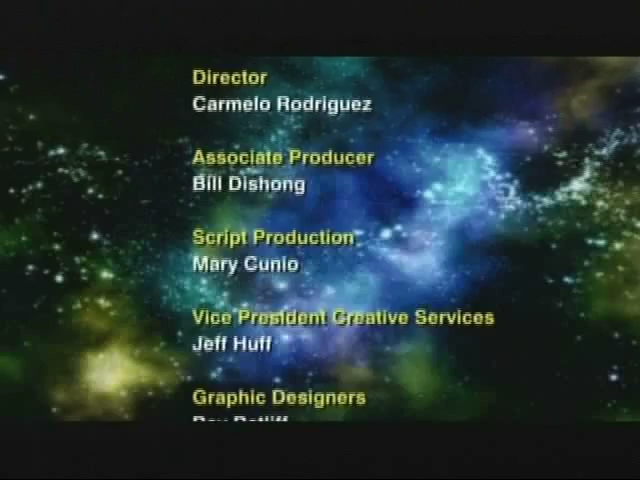 Director
Carmelo Rodriguez
Associate Producer
Bill Dishong
Script Production
Mary Cunio
Vice President Creative Services
Jeff Huff
Graphic Designers